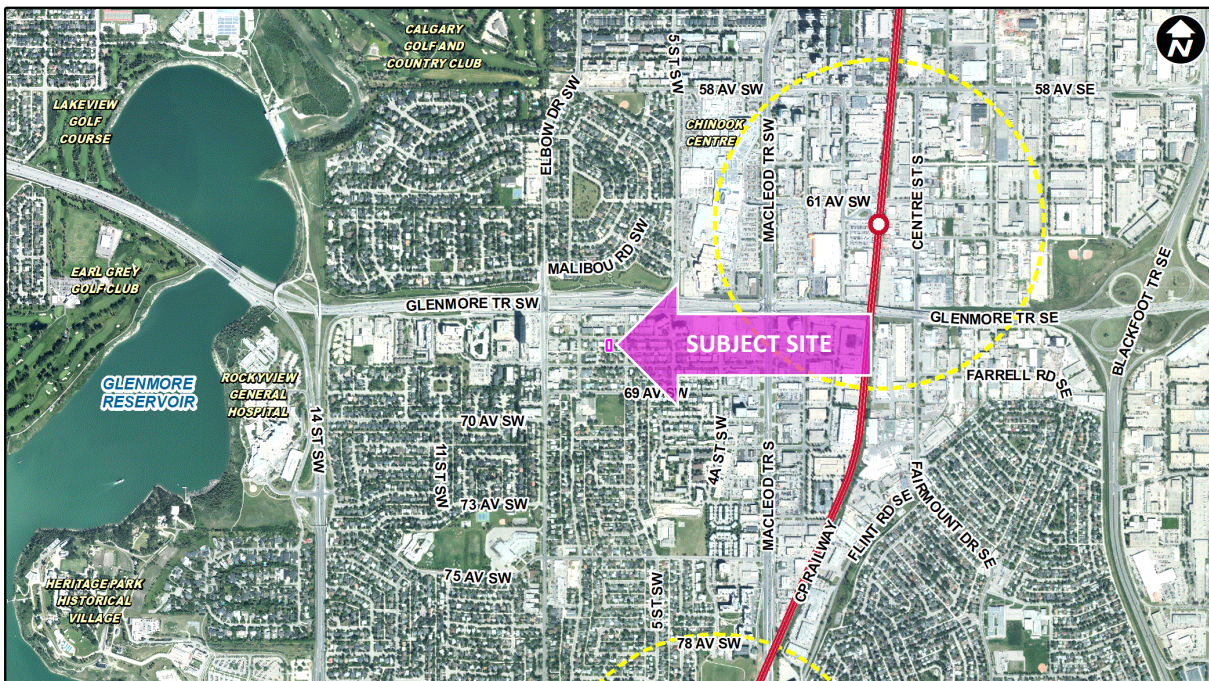 CALGARY
GOLF AND
COUNTRY CLUB
N
5 ST SW
58 AV SW
58 AV SE
LAKEVIEW
GOLF
COURSE
ELBOW DR SW
CHINOOK
CENTRE
MACLEOD TR SW
CENTRE ST S
61 AV SW
MALIBOU RD SW
EARL GREY
GOLF CLUB
GLENMORE TR SW
GLENMORE TR SE
BLACKFOOT TR SE
SUBJECT SITE
GLENMORE
RESERVOIR
ROCKYVIEW
GENERAL
HOSPITAL
FARRELL RD SE
69 AV SW
14 ST SW
70 AV SW
11 ST SW
4A ST SW
MACLEOD TR S
73 AV SW
FLINT RD SE
FAIRMOUNT DR SE
CP RAILWAY
75 AV SW
HERITAGE PARK
HISTORICAL
VILLAGE
5 ST SW
78 AV SW